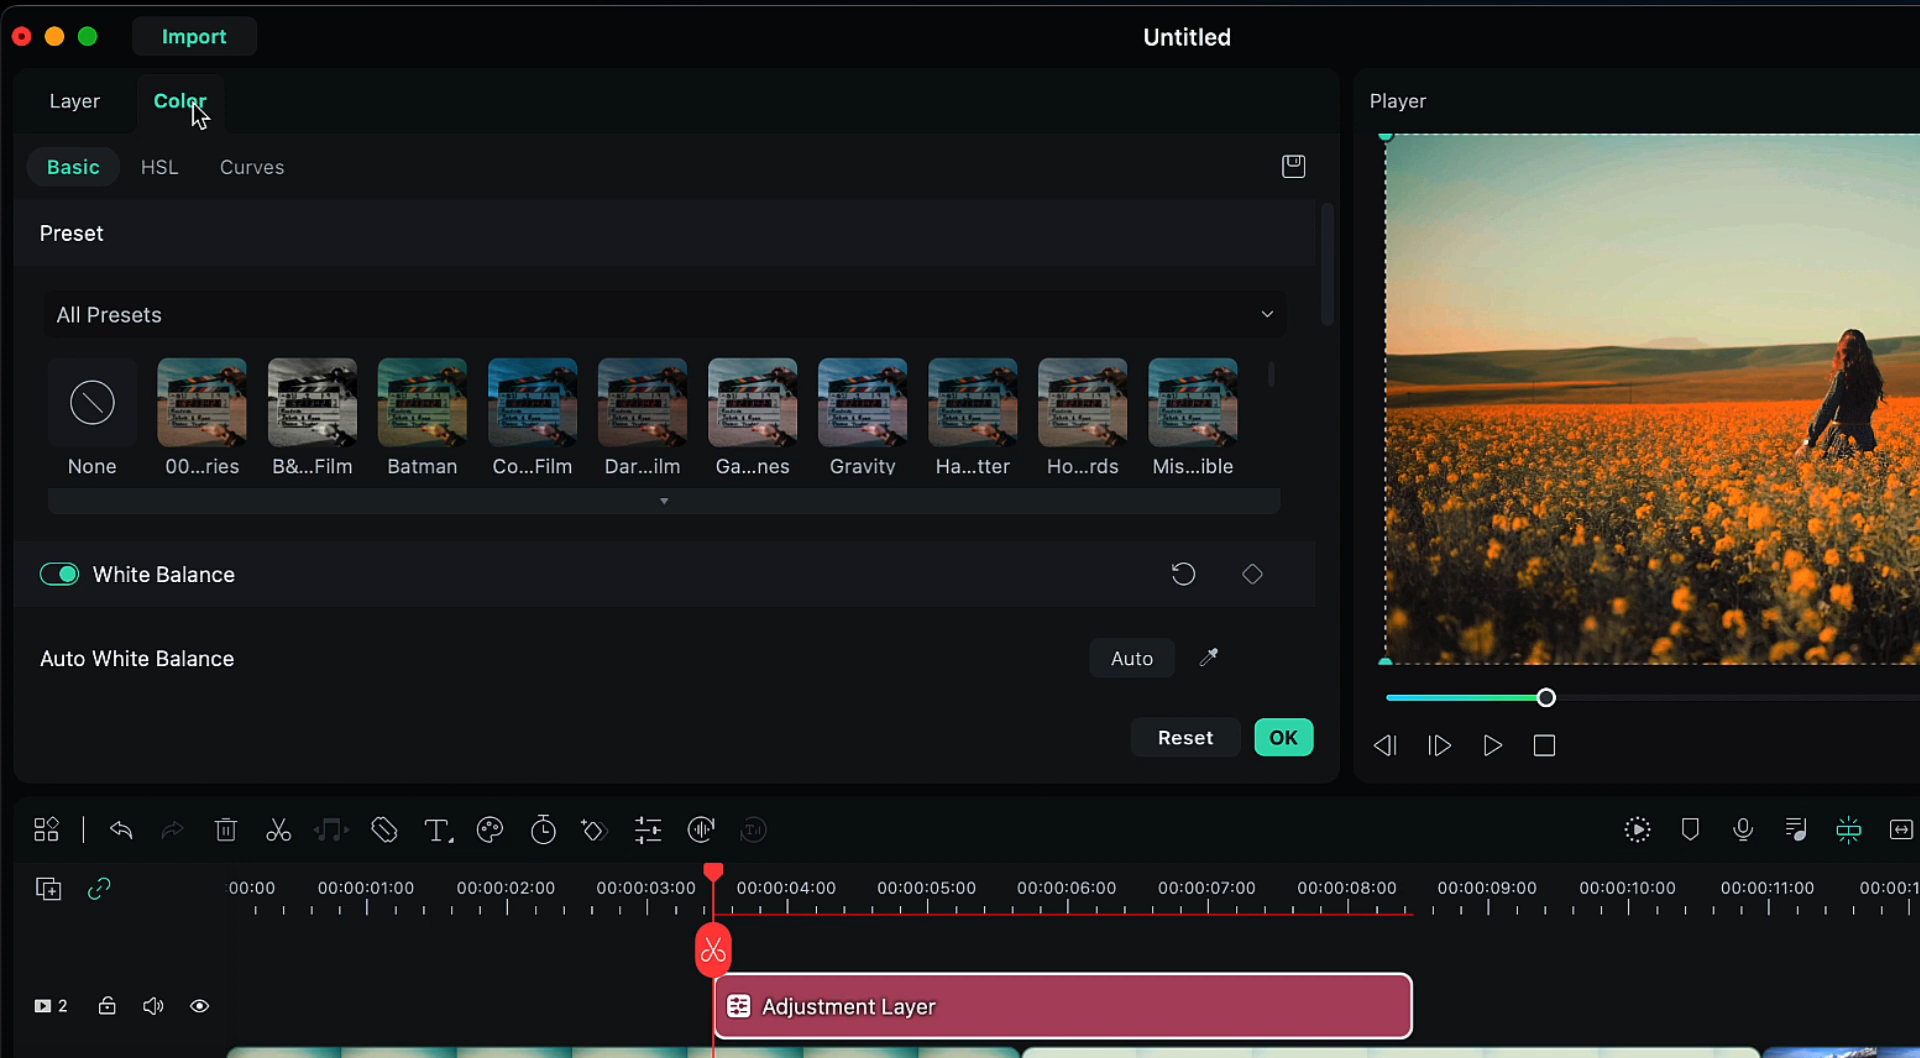 Import
Untitled
Layer
Color
Player
Basic
HSL
Curves
Preset
All Presets
None
00...ries
B&...Film
Batman
Co...Film
Dar...ilm
Ga...nes
Gravity
Ha...tter
Ho...rds
Mis...ible
White Balance
Auto White Balance
Auto
Reset
OK
:00:00
00:00:01:00
00:00:02:00
00:00:03:00
00:00:04:00
00:00:05:00
00:00:06:00
00:00:07:00
00:00:08:00
00:00:09:00
00:00:10:00
00:00:11:00
00:00:1
2
Adjustment Layer